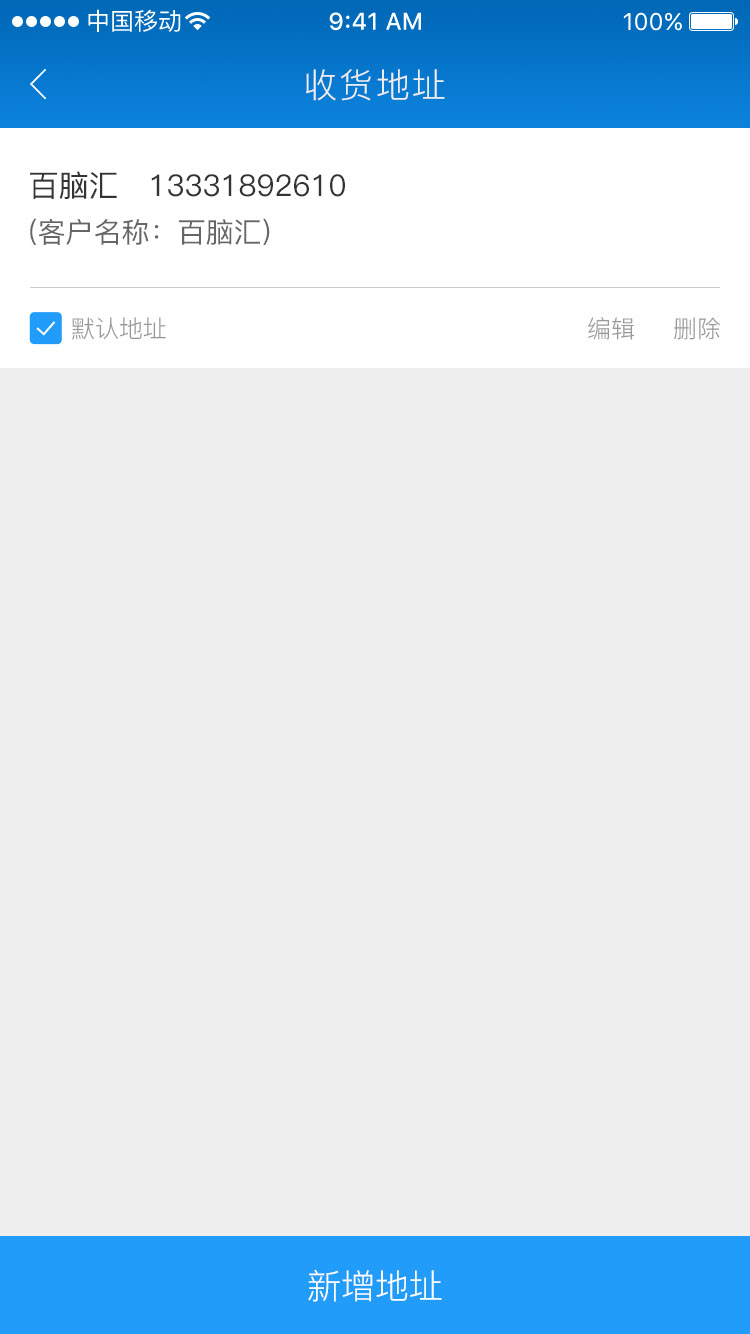 中国移动 9:41 AM 100%
收货地址
百脑汇 13331892610
(客户名称：百脑汇)
默认地址 编辑 删除
新增地址